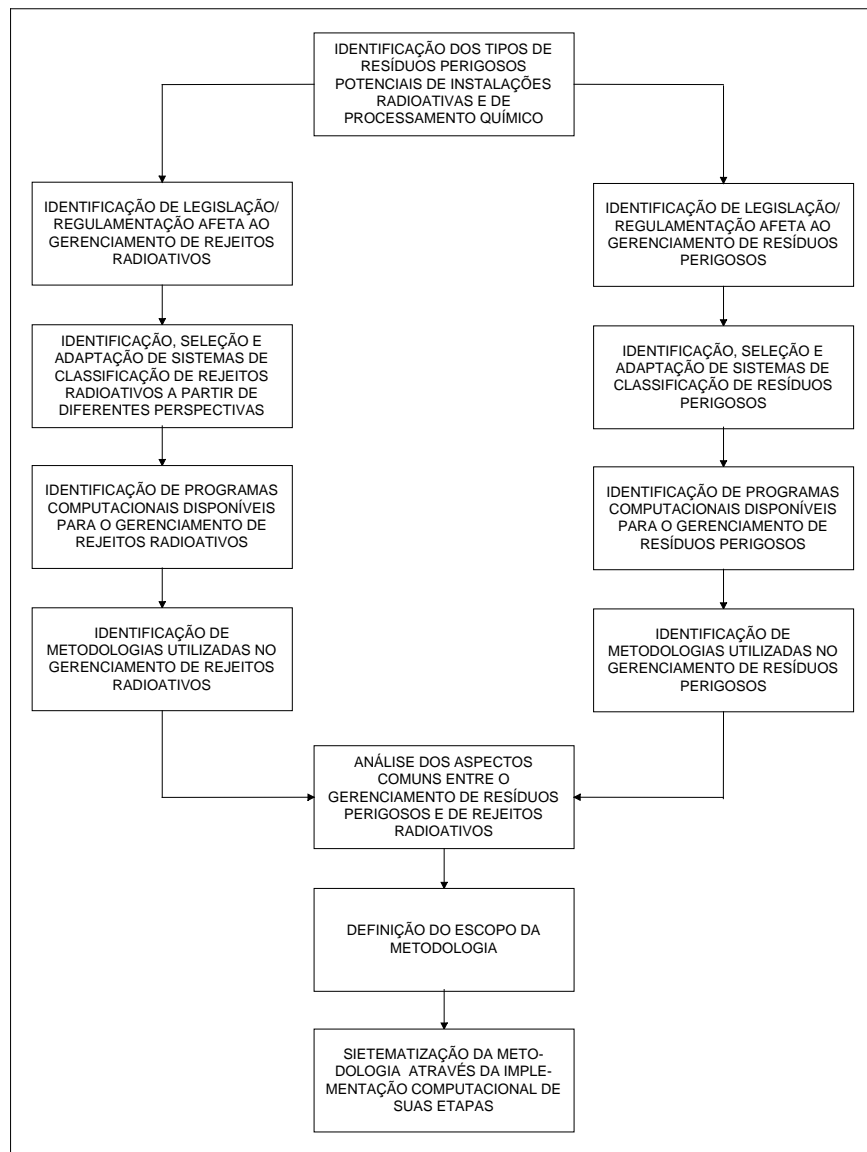 IDENTIFICAÇÃO DOS TIPOS DE
RESÍDUOS PERIGOSOS
POTENCIAIS DE INSTALAÇÕES
RADIOATIVAS E DE
PROCESSAMENTO QUÍMICO
IDENTIFICAÇÃO DE LEGISLAÇÃO/
REGULAMENTAÇÃO AFETA AO
GERENCIAMENTO DE REJEITOS
RADIOATIVOS
IDENTIFICAÇÃO DE LEGISLAÇÃO/
REGULAMENTAÇÃO AFETA AO
GERENCIAMENTO DE RESÍDUOS
PERIGOSOS
IDENTIFICAÇÃO, SELEÇÃO E
ADAPTAÇÃO DE SISTEMAS DE
CLASSIFICAÇÃO DE REJEITOS
RADIOATIVOS A PARTIR DE
DIFERENTES PERSPECTIVAS
IDENTIFICAÇÃO, SELEÇÃO E
ADAPTAÇÃO DE SISTEMAS DE
CLASSIFICAÇÃO DE RESÍDUOS
PERIGOSOS
IDENTIFICAÇÃO DE PROGRAMAS
COMPUTACIONAIS DISPONÍVEIS
PARA O GERENCIAMENTO DE
REJEITOS RADIOATIVOS
IDENTIFICAÇÃO DE PROGRAMAS
COMPUTACIONAIS DISPONÍVEIS
PARA O GERENCIAMENTO DE
RESÍDUOS PERIGOSOS
IDENTIFICAÇÃO DE
METODOLOGIAS UTILIZADAS NO
GERENCIAMENTO DE REJEITOS
RADIOATIVOS
IDENTIFICAÇÃO DE
METODOLOGIAS UTILIZADAS NO
GERENCIAMENTO DE RESÍDUOS
PERIGOSOS
ANÁLISE DOS ASPECTOS
COMUNS ENTRE O
GERENCIAMENTO DE RESÍDUOS
PERIGOSOS E DE REJEITOS
RADIOATIVOS
DEFINIÇÃO DO ESCOPO DA
METODOLOGIA
SIETEMATIZAÇÃO DA METO-
DOLOGIA ATRAVÉS DA IMPLE-
MENTAÇÃO COMPUTACIONAL DE
SUAS ETAPAS